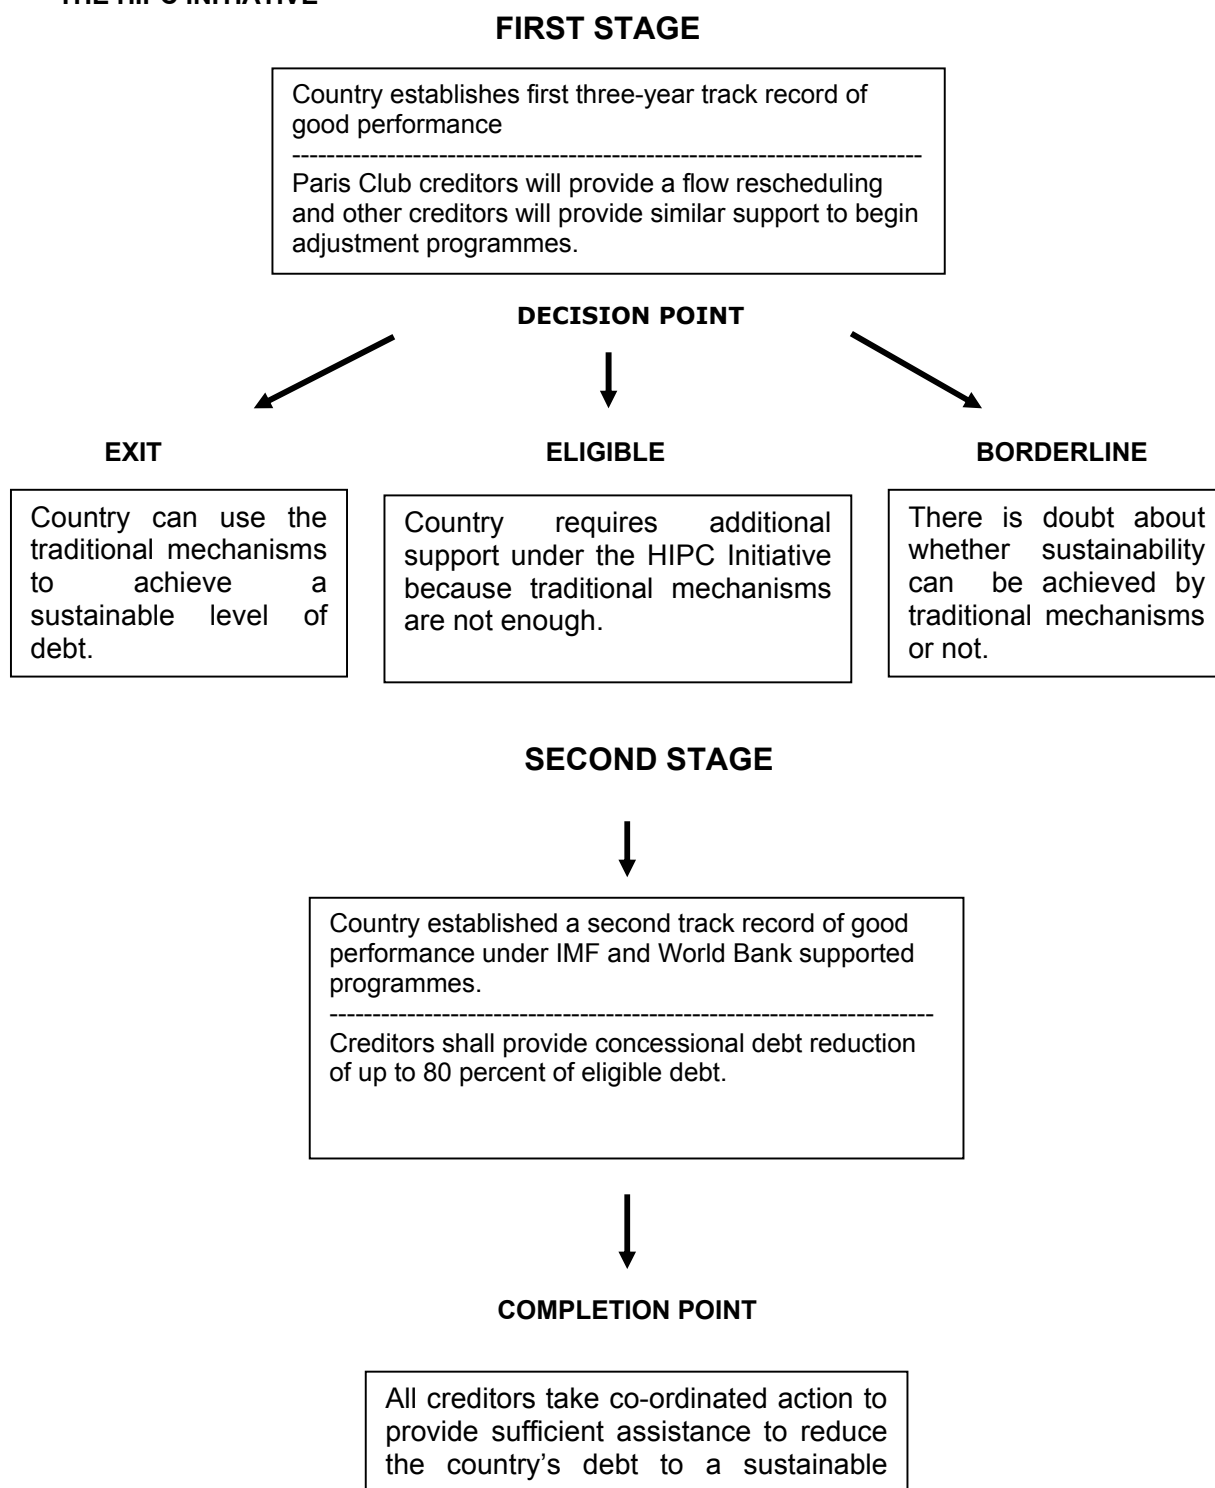 THE HIPC INITIATIVE
FIRST STAGE
Country establishes first three-year track record of
good performance
-------------------------------------------------------------------------
Paris Club creditors will provide a flow rescheduling
and other creditors will provide similar support to begin
adjustment programmes.
DECISION POINT
EXIT
ELIGIBLE
BORDERLINE
Country can use the
traditional mechanisms
to achieve a
sustainable level of
debt.
Country requires additional
support under the HIPC Initiative
because traditional mechanisms
are not enough.
There is doubt about
whether sustainability
can be achieved by
traditional mechanisms
or not.
SECOND STAGE
Country established a second track record of good
performance under IMF and World Bank supported
programmes.
----------------------------------------------------------------------
Creditors shall provide concessional debt reduction
of up to 80 percent of eligible debt.
COMPLETION POINT
All creditors take co-ordinated action to
provide sufficient assistance to reduce
the country’s debt to a sustainable